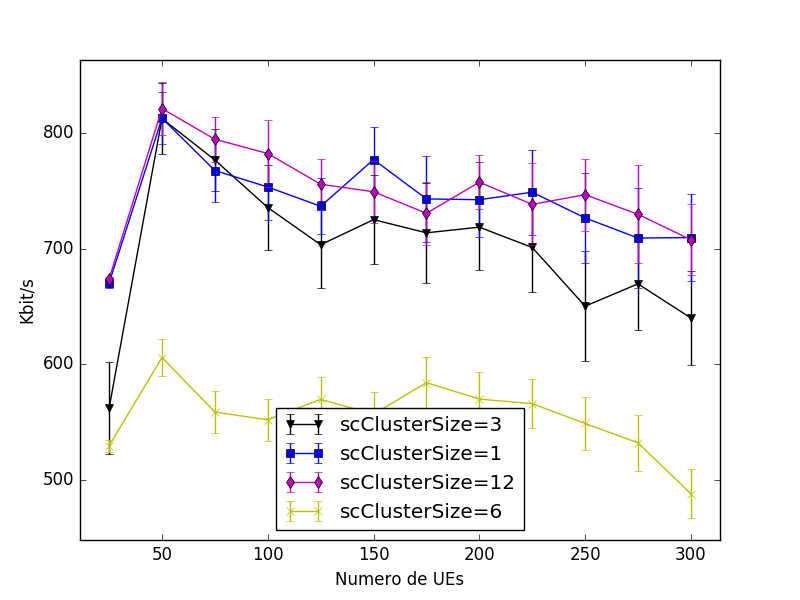 800
700
600
500
Kbit/s
scClusterSize=3
scClusterSize=1
scClusterSize=12
scClusterSize=6
50 100 150 200 250 300
Numero de UEs